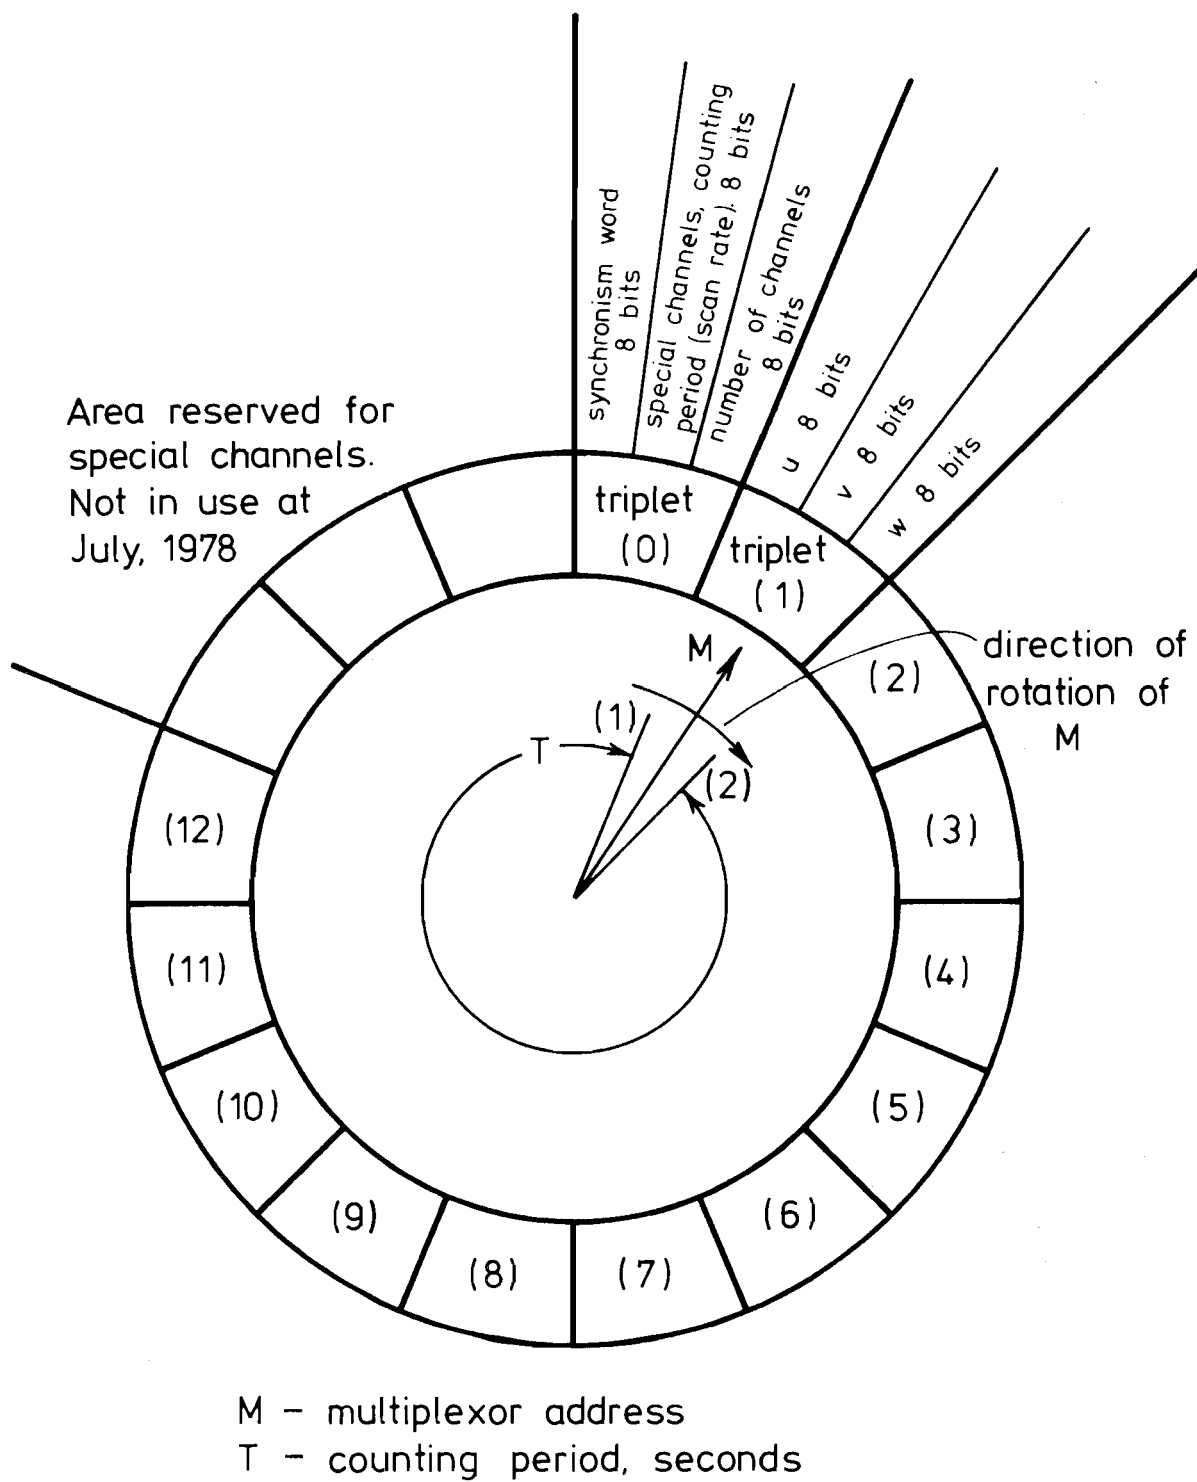 synchronism word
8 bits
special channels, counting
period (scan rate). 8 bits
number of channels
8 bits
u 8 bits
v 8 bits
w 8 bits
Area reserved for
special channels.
Not in use at
July, 1978
triplet
(0)
triplet
(1)
(2)
direction of
rotation of
M
M
(1)
T
(2)
(3)
(4)
(5)
(6)
(7)
(8)
(9)
(10)
(11)
(12)
M – multiplexor address
T – counting period, seconds